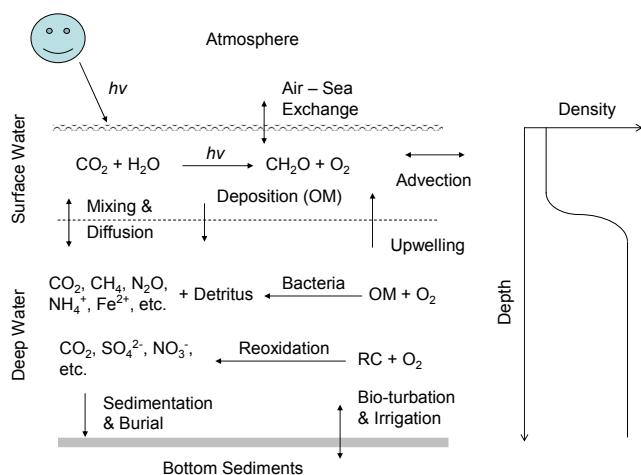 Atmosphere
hv
Air – Sea
Exchange
Density
Surface Water
CO₂ + H₂O
hv
CH₂O + O₂
Advection
Mixing &
Diffusion
Deposition (OM)
Upwelling
Deep Water
CO₂, CH₄, N₂O,
NH₄⁺, Fe²⁺, etc.
+ Detritus
Bacteria
OM + O₂
CO₂, SO₄²⁻, NO₃⁻,
etc.
Reoxidation
RC + O₂
Sedimentation
& Burial
Bio-turbation
& Irrigation
Bottom Sediments
Depth